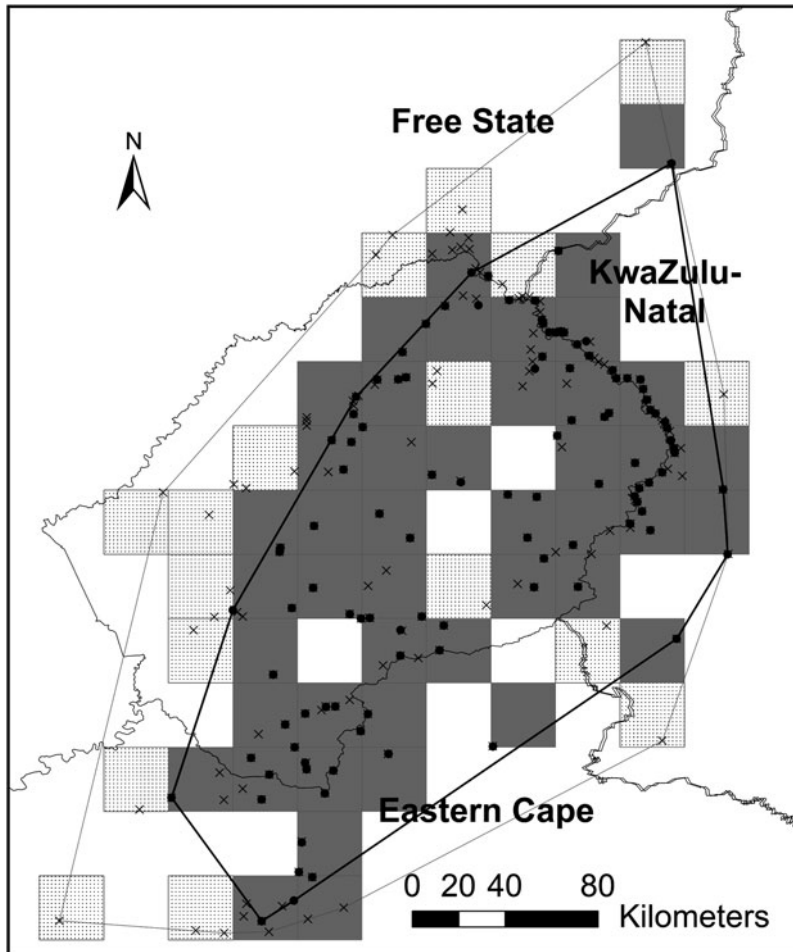 Free State
N
KwaZulu-
Natal
Eastern Cape
0 20 40 80
Kilometers